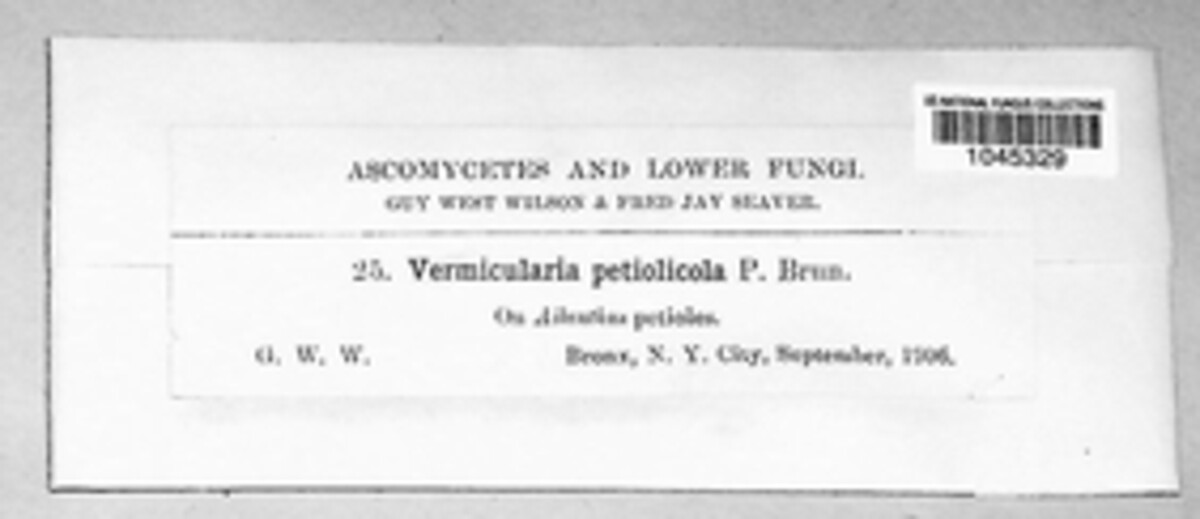 US NATIONAL FUNGUS COLLECTIONS
1045329
ASCOMYCETES AND LOWER FUNGI.
GUY WEST WILSON & FRED JAY SEAVER.
25. Vermicularia petiolicola P. Brun.
On Ailantius petioles.
G. W. W. Bronx, N. Y. City, September, 1906.